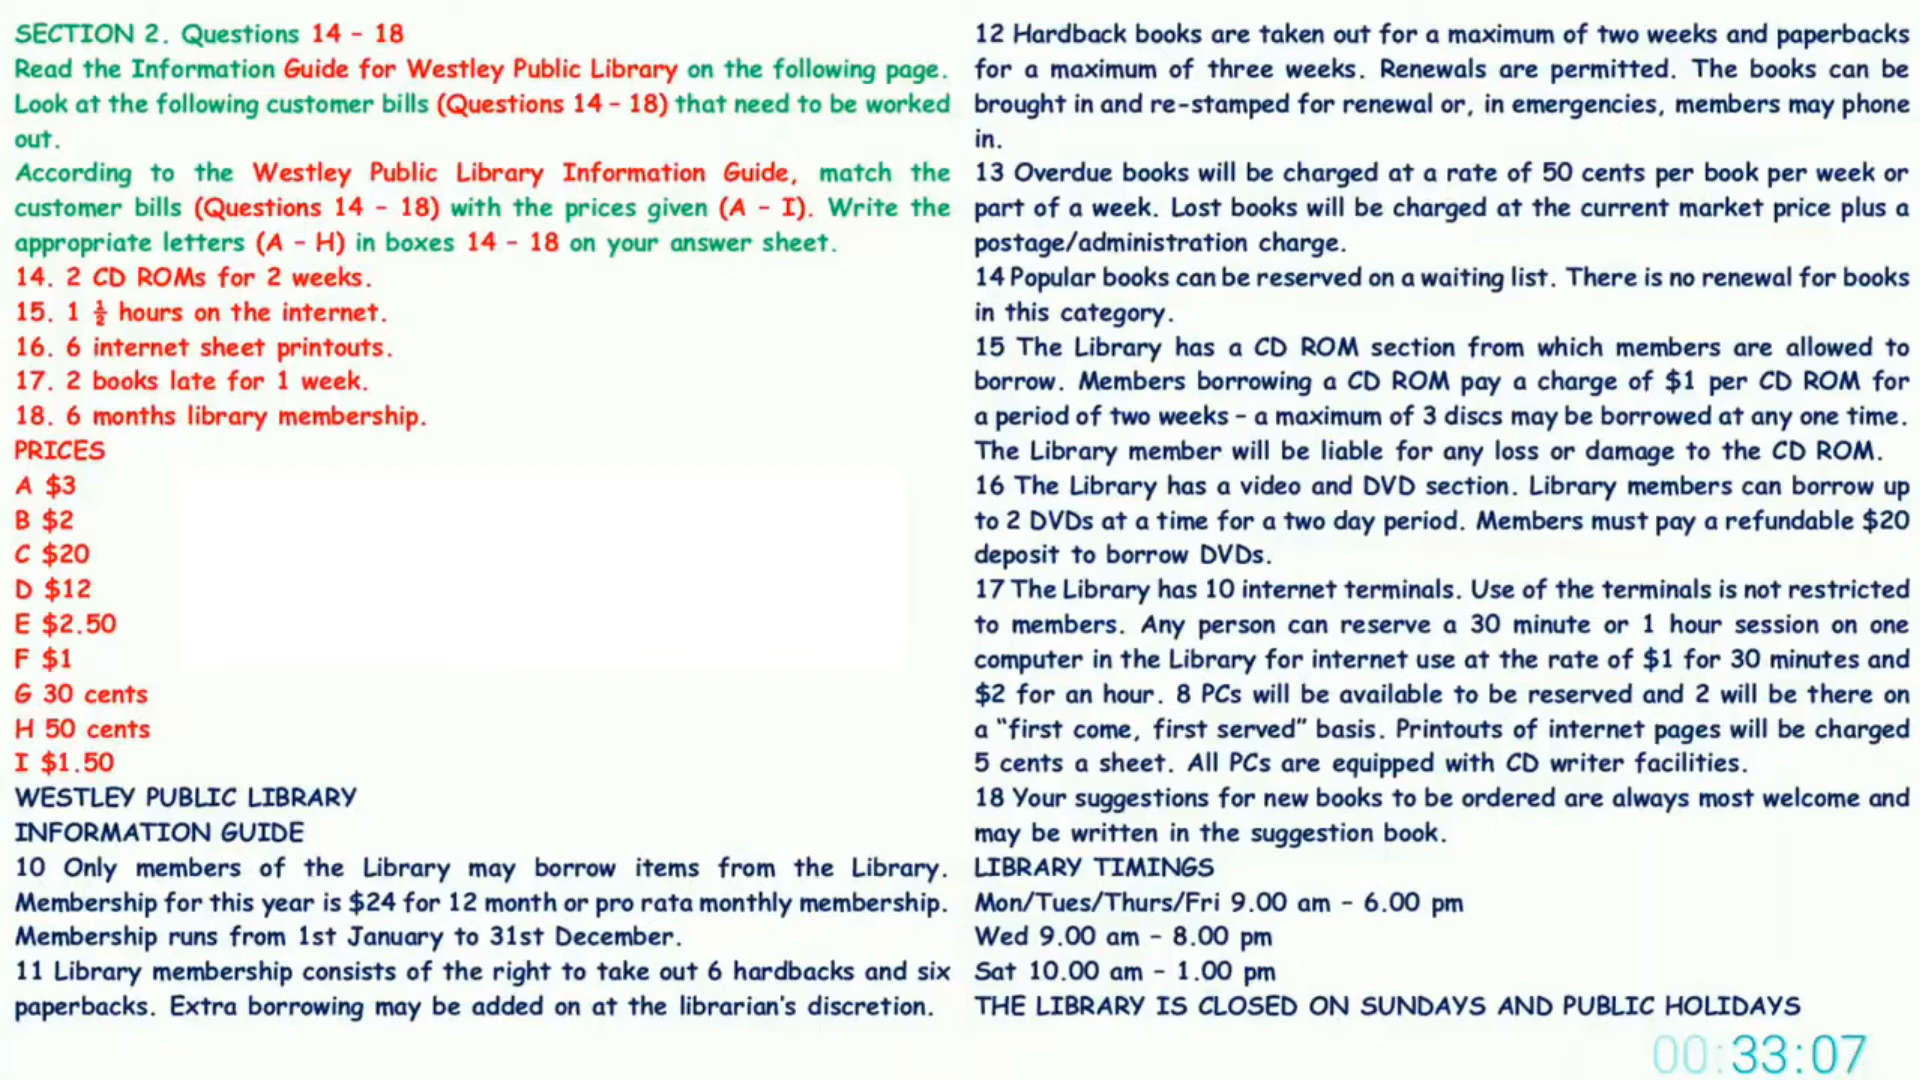 SECTION 2. Questions 14 - 18
Read the Information Guide for Westley Public Library on the following page.
Look at the following customer bills (Questions 14 - 18) that need to be worked
out.
According to the Westley Public Library Information Guide, match the
customer bills (Questions 14 - 18) with the prices given (A - I). Write the
appropriate letters (A - H) in boxes 14 - 18 on your answer sheet.
14. 2 CD ROMs for 2 weeks.
15. 1 ½ hours on the internet.
16. 6 internet sheet printouts.
17. 2 books late for 1 week.
18. 6 months library membership.
PRICES
A $3
B $2
C $20
D $12
E $2.50
F $1
G 30 cents
H 50 cents
I $1.50
WESTLEY PUBLIC LIBRARY
INFORMATION GUIDE
10 Only members of the Library may borrow items from the Library.
Membership for this year is $24 for 12 month or pro rata monthly membership.
Membership runs from 1st January to 31st December.
11 Library membership consists of the right to take out 6 hardbacks and six
paperbacks. Extra borrowing may be added on at the librarian's discretion.
12 Hardback books are taken out for a maximum of two weeks and paperbacks
for a maximum of three weeks. Renewals are permitted. The books can be
brought in and re-stamped for renewal or, in emergencies, members may phone
in.
13 Overdue books will be charged at a rate of 50 cents per book per week or
part of a week. Lost books will be charged at the current market price plus a
postage/administration charge.
14 Popular books can be reserved on a waiting list. There is no renewal for books
in this category.
15 The Library has a CD ROM section from which members are allowed to
borrow. Members borrowing a CD ROM pay a charge of $1 per CD ROM for
a period of two weeks - a maximum of 3 discs may be borrowed at any one time.
The Library member will be liable for any loss or damage to the CD ROM.
16 The Library has a video and DVD section. Library members can borrow up
to 2 DVDs at a time for a two day period. Members must pay a refundable $20
deposit to borrow DVDs.
17 The Library has 10 internet terminals. Use of the terminals is not restricted
to members. Any person can reserve a 30 minute or 1 hour session on one
computer in the Library for internet use at the rate of $1 for 30 minutes and
$2 for an hour. 8 PCs will be available to be reserved and 2 will be there on
a "first come, first served" basis. Printouts of internet pages will be charged
5 cents a sheet. All PCs are equipped with CD writer facilities.
18 Your suggestions for new books to be ordered are always most welcome and
may be written in the suggestion book.
LIBRARY TIMINGS
Mon/Tues/Thurs/Fri 9.00 am - 6.00 pm
Wed 9.00 am - 8.00 pm
Sat 10.00 am - 1.00 pm
THE LIBRARY IS CLOSED ON SUNDAYS AND PUBLIC HOLIDAYS
00:33:07